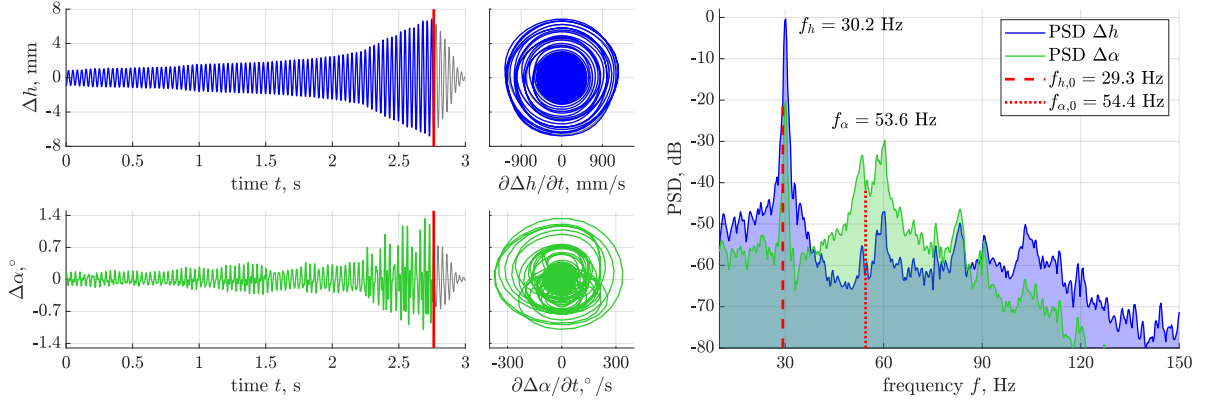 8
4
0
-4
-8
Δh, mm
0 0.5 1 1.5 2 2.5 3
time t, s
-900 0 900
∂Δh/∂t, mm/s
1.4
0.7
0
-0.7
-1.4
Δα,°
0 0.5 1 1.5 2 2.5 3
time t, s
-300 0 300
∂Δα/∂t,° /s
0
-10
-20
-30
-40
-50
-60
-70
-80
PSD, dB
f_h = 30.2 Hz
f_α = 53.6 Hz
PSD Δh
PSD Δα
f_{h,0} = 29.3 Hz
f_{α,0} = 54.4 Hz
30 60 90 120 150
frequency f, Hz